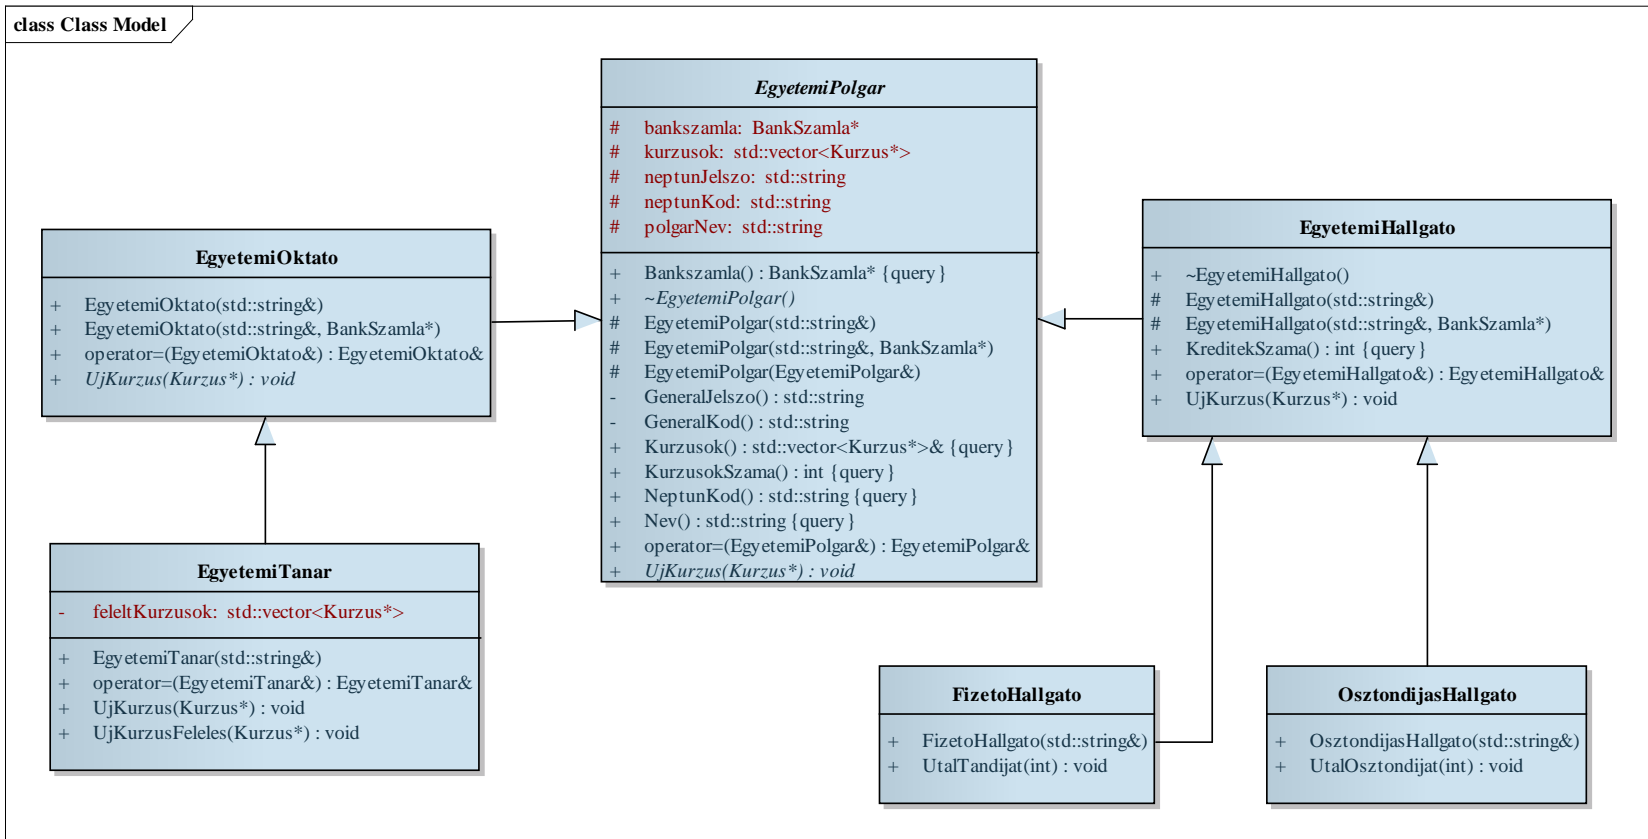 class Class Model
EgyetemiPolgar
# bankszamla: BankSzamla*
# kurzusok: std::vector<Kurzus*>
# neptunJelszo: std::string
# neptunKod: std::string
# polgarNev: std::string
+ Bankszamla() : BankSzamla* {query}
+ ~EgyetemiPolgar()
# EgyetemiPolgar(std::string&)
# EgyetemiPolgar(std::string&, BankSzamla*)
# EgyetemiPolgar(EgyetemiPolgar&)
- GeneralJelszo() : std::string
- GeneralKod() : std::string
+ Kurzusok() : std::vector<Kurzus*>& {query}
+ KurzusokSzama() : int {query}
+ NeptunKod() : std::string {query}
+ Nev() : std::string {query}
+ operator=(EgyetemiPolgar&) : EgyetemiPolgar&
+ UjKurzus(Kurzus*) : void
EgyetemiOktato
+ EgyetemiOktato(std::string&)
+ EgyetemiOktato(std::string&, BankSzamla*)
+ operator=(EgyetemiOktato&) : EgyetemiOktato&
+ UjKurzus(Kurzus*) : void
EgyetemiHallgato
+ ~EgyetemiHallgato()
# EgyetemiHallgato(std::string&)
# EgyetemiHallgato(std::string&, BankSzamla*)
+ KreditekSzama() : int {query}
+ operator=(EgyetemiHallgato&) : EgyetemiHallgato&
+ UjKurzus(Kurzus*) : void
EgyetemiTanar
- feleltKurzusok: std::vector<Kurzus*>
+ EgyetemiTanar(std::string&)
+ operator=(EgyetemiTanar&) : EgyetemiTanar&
+ UjKurzus(Kurzus*) : void
+ UjKurzusFeleles(Kurzus*) : void
FizetoHallgato
+ FizetoHallgato(std::string&)
+ UtalTandijat(int) : void
OsztondijasHallgato
+ OsztondijasHallgato(std::string&)
+ UtalOsztondijat(int) : void